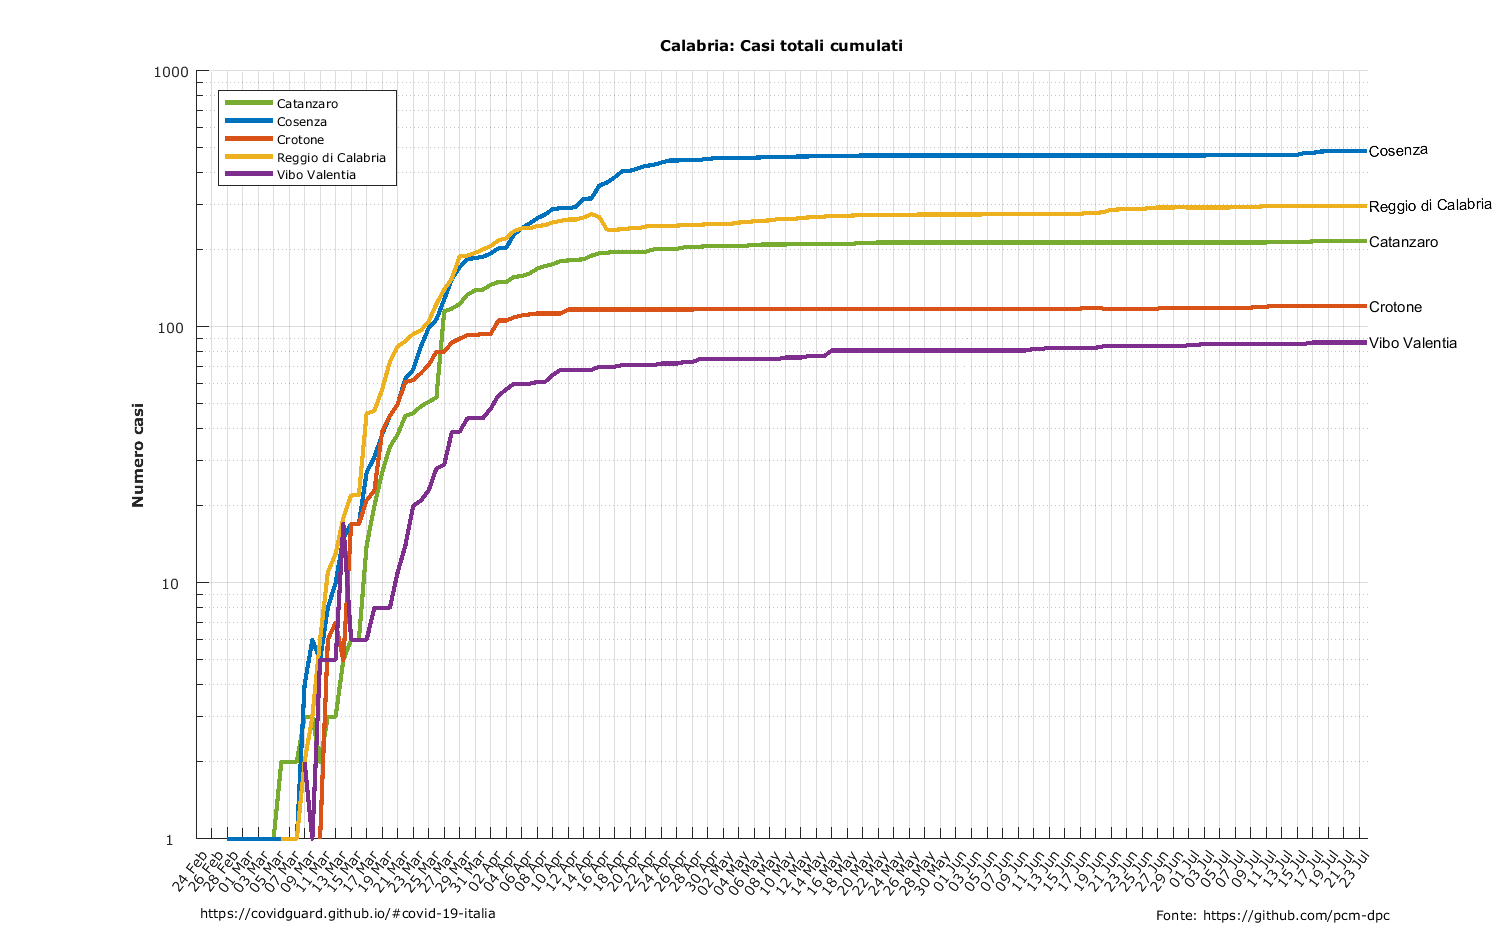 Calabria: Casi totali cumulati
1000
100
10
1
Numero casi
Catanzaro
Cosenza
Crotone
Reggio di Calabria
Vibo Valentia
Cosenza
Reggio di Calabria
Catanzaro
Crotone
Vibo Valentia
24 Feb
26 Feb
28 Feb
01 Mar
03 Mar
05 Mar
07 Mar
09 Mar
11 Mar
13 Mar
15 Mar
17 Mar
19 Mar
21 Mar
23 Mar
25 Mar
27 Mar
29 Mar
31 Mar
02 Apr
04 Apr
06 Apr
08 Apr
10 Apr
12 Apr
14 Apr
16 Apr
18 Apr
20 Apr
22 Apr
24 Apr
26 Apr
28 Apr
30 Apr
02 May
04 May
06 May
08 May
10 May
12 May
14 May
16 May
18 May
20 May
22 May
24 May
26 May
28 May
30 May
01 Jun
03 Jun
05 Jun
07 Jun
09 Jun
11 Jun
13 Jun
15 Jun
17 Jun
19 Jun
21 Jun
23 Jun
25 Jun
27 Jun
29 Jun
01 Jul
03 Jul
05 Jul
07 Jul
09 Jul
11 Jul
13 Jul
15 Jul
17 Jul
19 Jul
21 Jul
23 Jul
https://covidguard.github.io/#covid-19-italia
Fonte: https://github.com/pcm-dpc